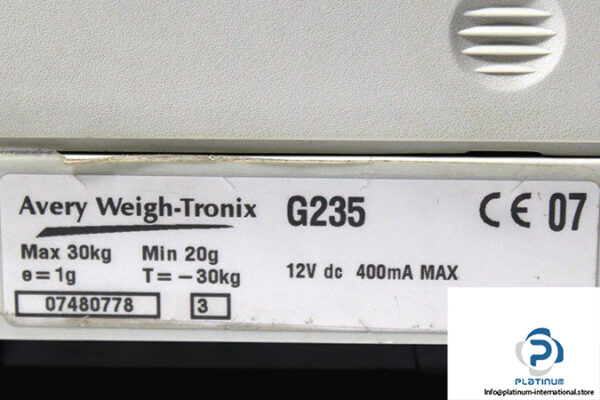 Avery Weigh-Tronix G235 CE 07
Max 30kg Min 20g
e=1g T=-30kg 12V dc 400mA MAX
07480778 3
PLATINUM
Info@platinum-international.store